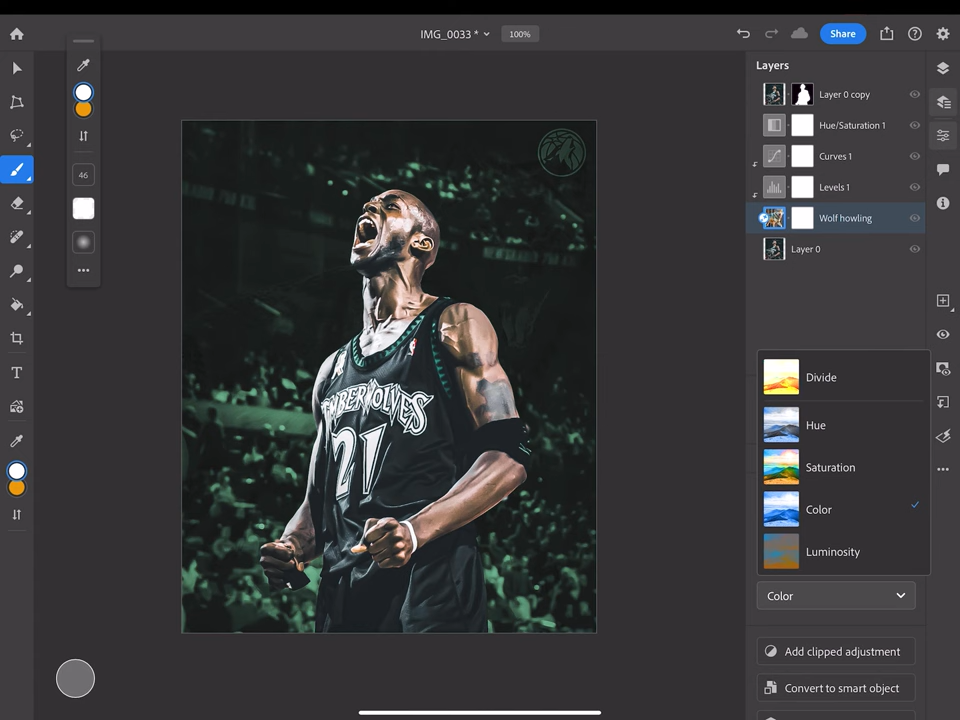 IMG_0033 *
100%
Share
Layers
Layer 0 copy
Hue/Saturation 1
Curves 1
Levels 1
Wolf howling
Layer 0
46
TIMBERWOLVES
21
Divide
Hue
Saturation
Color
Luminosity
Color
Add clipped adjustment
Convert to smart object